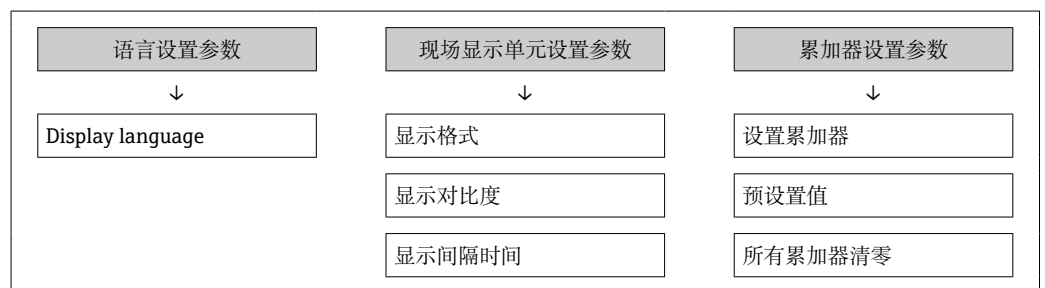 语言设置参数
现场显示单元设置参数
累加器设置参数
↓
↓
↓
Display language
显示格式
设置累加器
显示对比度
预设置值
显示间隔时间
所有累加器清零